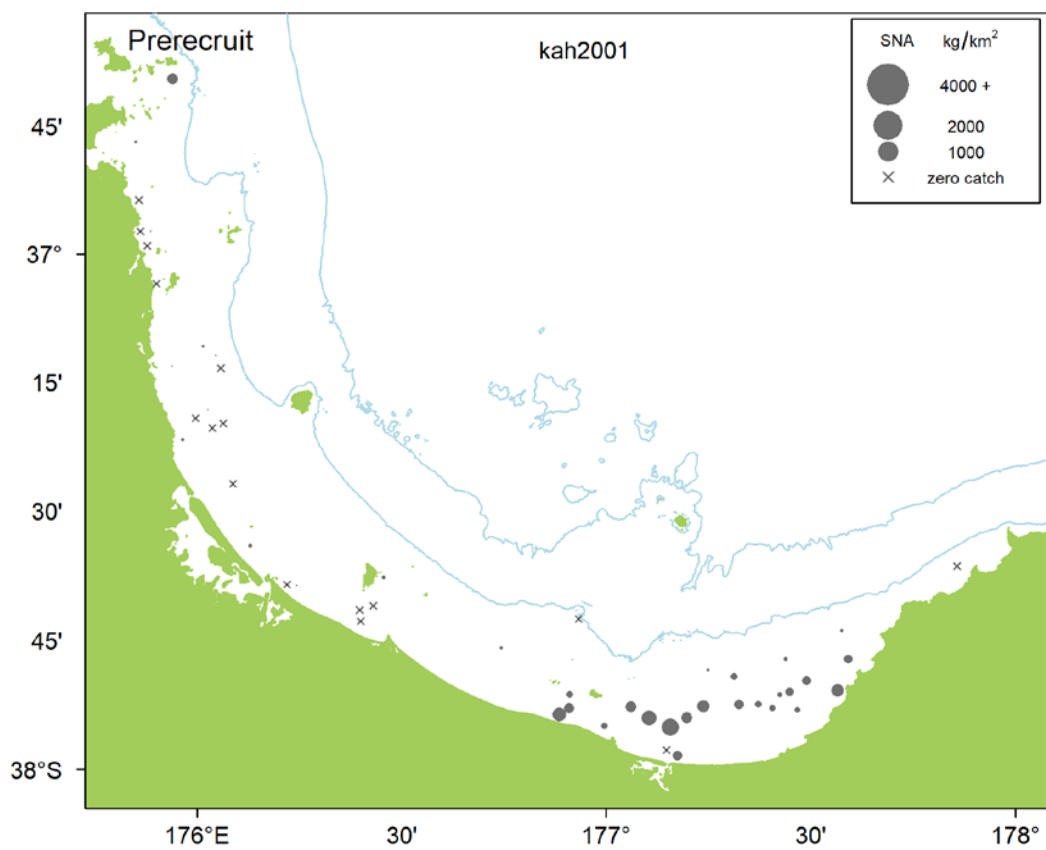 Prerecruit
kah2001
SNA kg/km²
4000 +
2000
1000
zero catch
45'
37°
15'
30'
45'
38°S
176°E 30' 177° 30' 178°